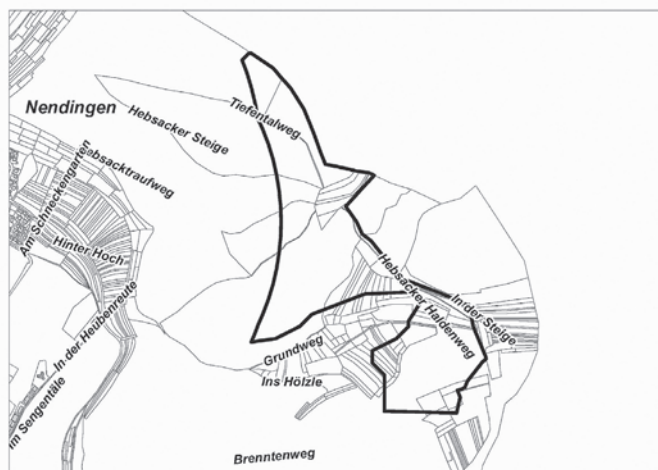 Nendingen
Tiefentalweg
Hebsacker Steige
Hebsacktraufweg
Am Schneckengarten
Hinter Hoch
In der Heubenreute
Im Sengentäle
Hebsacker Haldenweg
In der Steige
Grundweg
Ins Hölzle
Brenntenweg